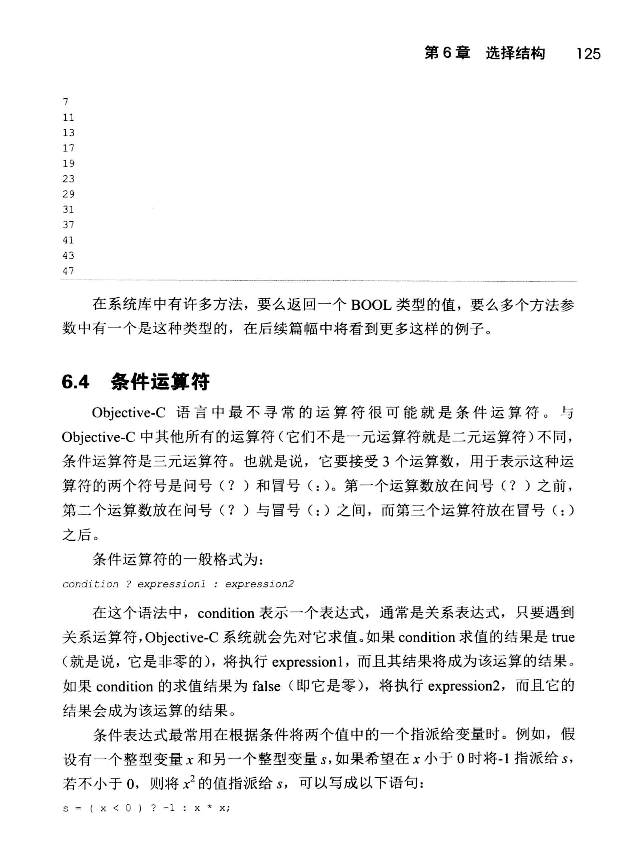 第6章 选择结构 125
7
11
13
17
19
23
29
31
37
41
43
47
在系统库中有许多方法，要么返回一个 BOOL 类型的值，要么多个方法参
数中有一个是这种类型的，在后续篇幅中将看到更多这样的例子。
6.4 条件运算符
Objective-C 语言中最不寻常的运算符很可能就是条件运算符。与
Objective-C 中其他所有的运算符（它们不是一元运算符就是二元运算符）不同，
条件运算符是三元运算符。也就是说，它要接受 3 个运算数，用于表示这种运
算符的两个符号是问号（？）和冒号（:）。第一个运算数放在问号（？）之前，
第二个运算数放在问号（？）与冒号（:）之间，而第三个运算符放在冒号（:）
之后。
条件运算符的一般格式为：
condition ? expression1 : expression2
在这个语法中，condition 表示一个表达式，通常是关系表达式，只要遇到
关系运算符，Objective-C 系统就会先对它求值。如果 condition 求值的结果是 true
（就是说，它是非零的），将执行 expression1，而且其结果将成为该运算的结果。
如果 condition 的求值结果为 false（即它是零），将执行 expression2，而且它的
结果会成为该运算的结果。
条件表达式最常用在根据条件将两个值中的一个指派给变量时。例如，假
设有一个整型变量 x 和另一个整型变量 s，如果希望在 x 小于 0 时将-1 指派给 s，
若不小于 0，则将 x² 的值指派给 s，可以写成以下语句：
s = ( x < 0 ) ? -1 : x * x;